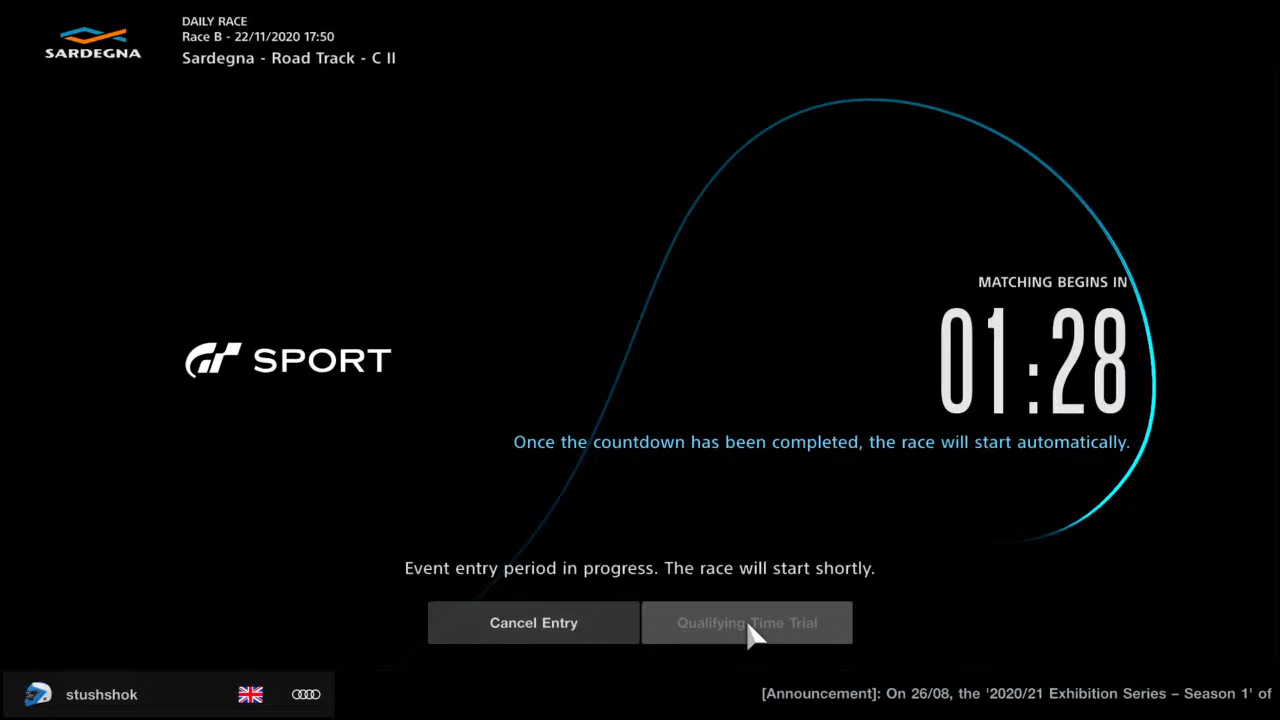 SARDEGNA
DAILY RACE
Race B - 22/11/2020 17:50
Sardegna - Road Track - C II
GT SPORT
MATCHING BEGINS IN
01:28
Once the countdown has been completed, the race will start automatically.
Event entry period in progress. The race will start shortly.
Cancel Entry
Qualifying Time Trial
stushshok
[Announcement]: On 26/08, the '2020/21 Exhibition Series – Season 1' of